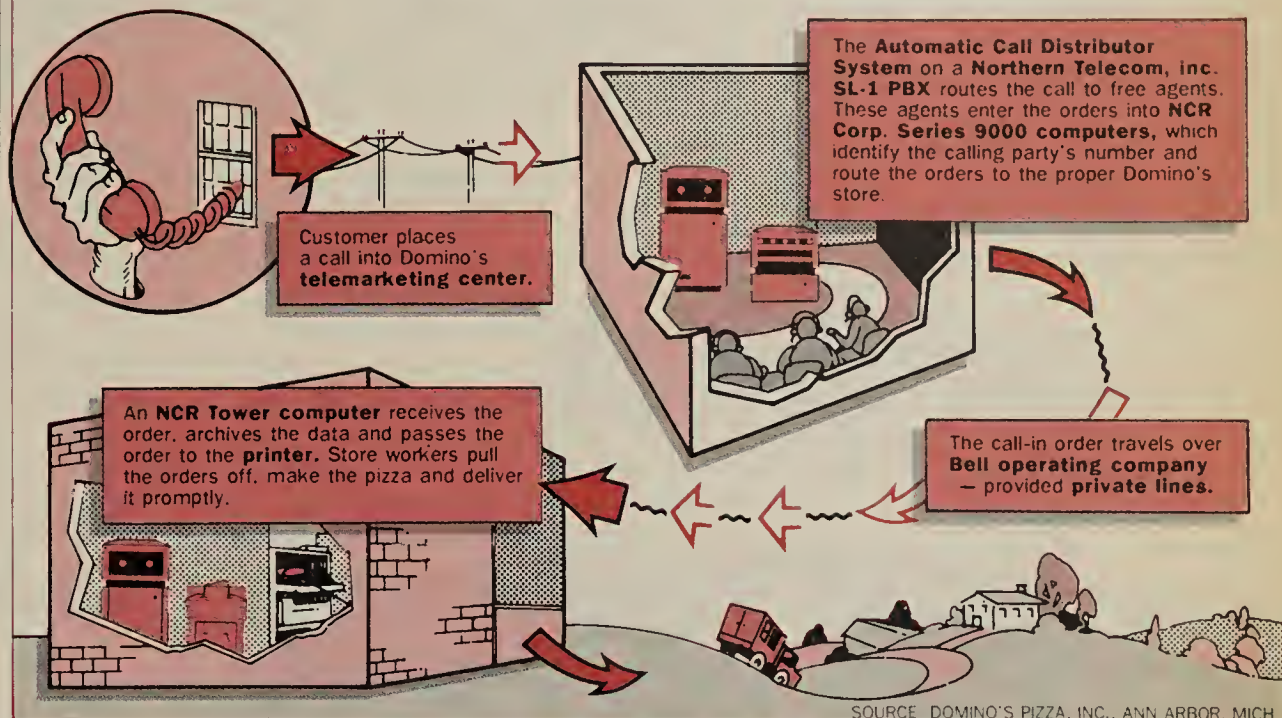 Customer places
a call into Domino's
telemarketing center.
The Automatic Call Distributor
System on a Northern Telecom, inc.
SL-1 PBX routes the call to free agents.
These agents enter the orders into NCR
Corp. Series 9000 computers, which
identify the calling party's number and
route the orders to the proper Domino's
store.
The call-in order travels over
Bell operating company
— provided private lines.
An NCR Tower computer receives the
order, archives the data and passes the
order to the printer. Store workers pull
the orders off, make the pizza and deliver
it promptly.
SOURCE DOMINO'S PIZZA, INC., ANN ARBOR, MICH.